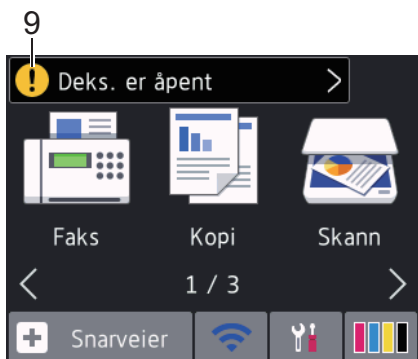 9
! Deks. er åpent >
Faks Kopi Skann
< 1 / 3 >
+ Snarveier